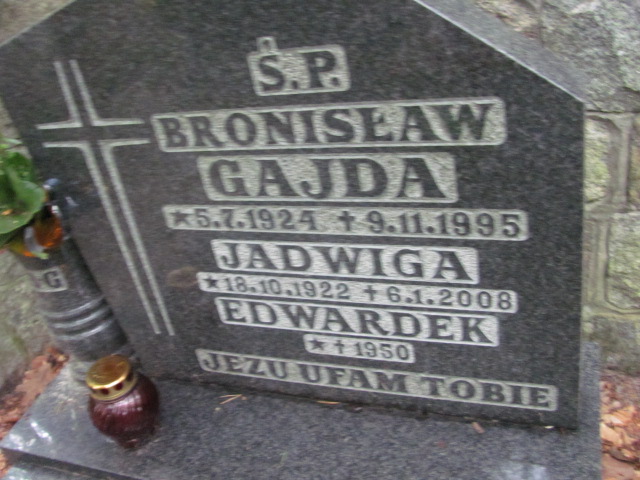 Ś.P.
BRONISŁAW
GAJDA
★5.7.1924 ✝9.11.1995
JADWIGA
★18.10.1922 ✝6.1.2008
EDWARDEK
★✝1950
JEZU UFAM TOBIE
G